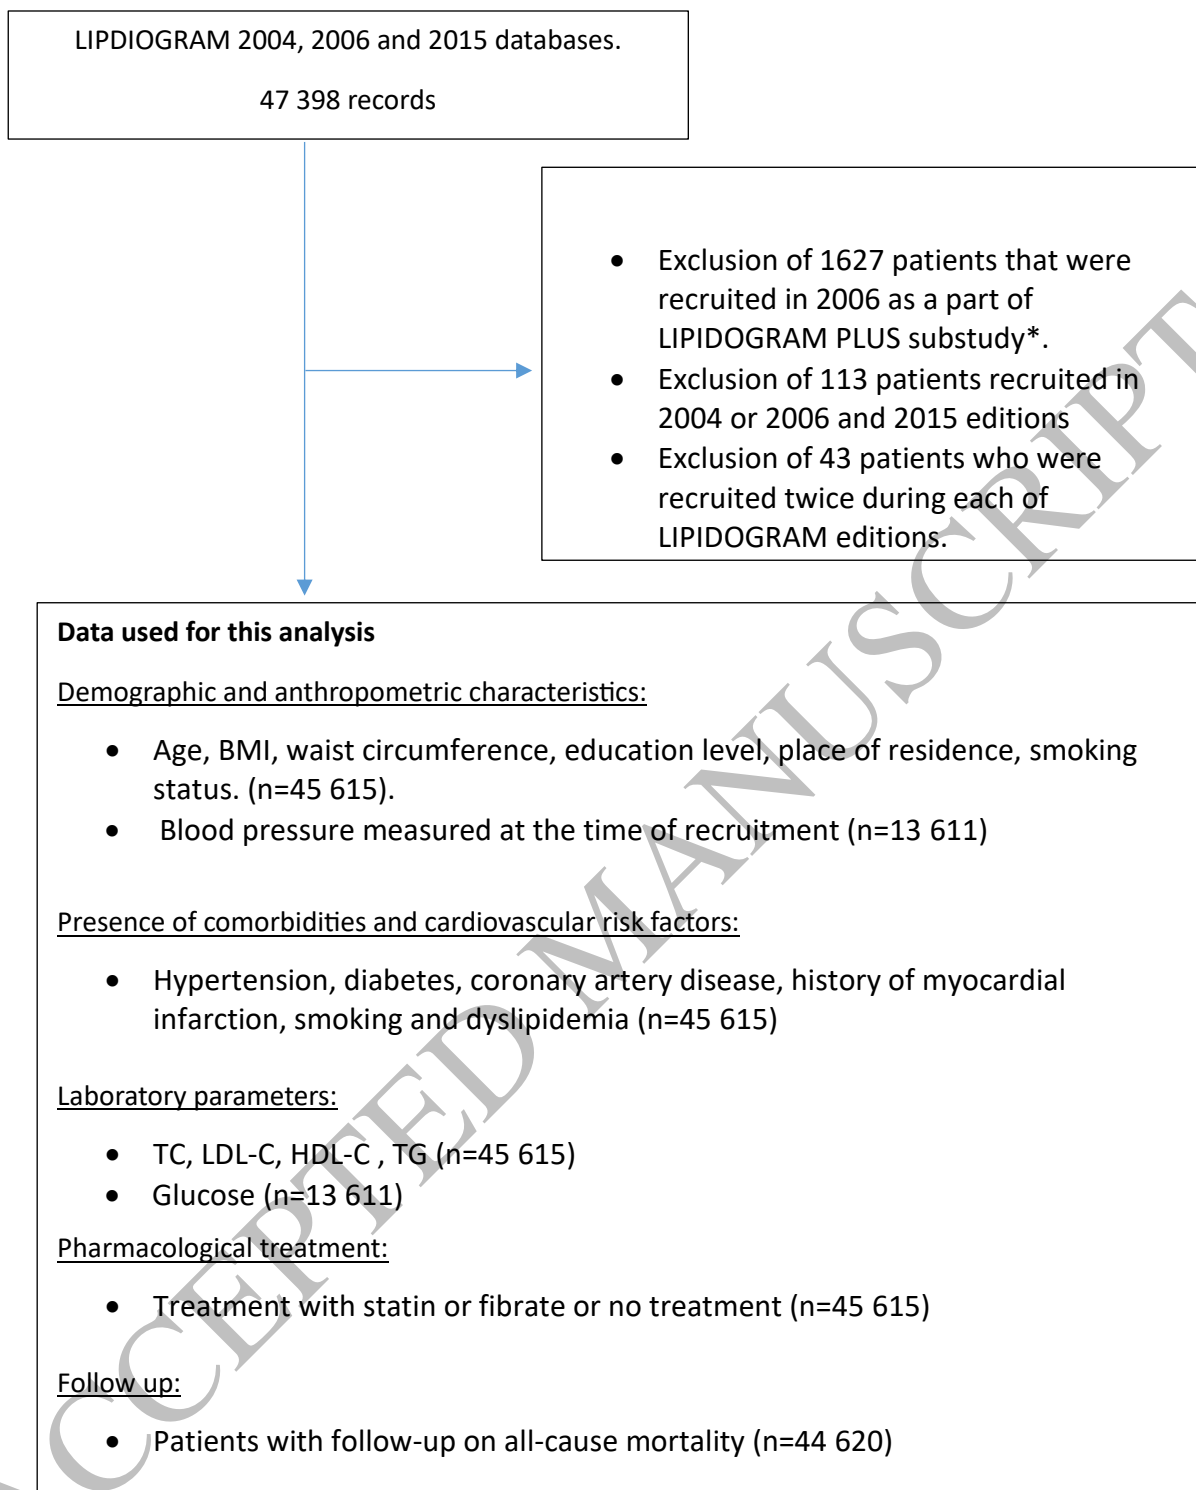 LIPDIOGRAM 2004, 2006 and 2015 databases.
47 398 records
• Exclusion of 1627 patients that were
recruited in 2006 as a part of
LIPIDOGRAM PLUS substudy*.
• Exclusion of 113 patients recruited in
2004 or 2006 and 2015 editions
• Exclusion of 43 patients who were
recruited twice during each of
LIPIDOGRAM editions.
Data used for this analysis
Demographic and anthropometric characteristics:
• Age, BMI, waist circumference, education level, place of residence, smoking
status. (n=45 615).
• Blood pressure measured at the time of recruitment (n=13 611)
Presence of comorbidities and cardiovascular risk factors:
• Hypertension, diabetes, coronary artery disease, history of myocardial
infarction, smoking and dyslipidemia (n=45 615)
Laboratory parameters:
• TC, LDL-C, HDL-C , TG (n=45 615)
• Glucose (n=13 611)
Pharmacological treatment:
• Treatment with statin or fibrate or no treatment (n=45 615)
Follow up:
• Patients with follow-up on all-cause mortality (n=44 620)
ACCEPTED MANUSCRIPT